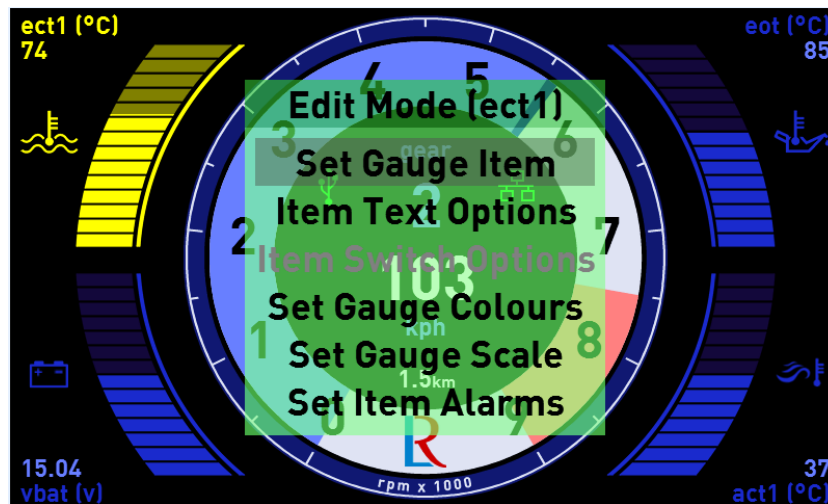 ect1 (°C)
74
eot (°C)
85
4
5
Edit Mode (ect1)
3
6
gear
Set Gauge Item
2
Item Text Options
2
7
Item Switch Options
103
Set Gauge Colours
kph
1
8
Set Gauge Scale
1.5km
Set Item Alarms
0
9
LR
rpm x 1000
15.04
vbat (v)
37
act1 (°C)